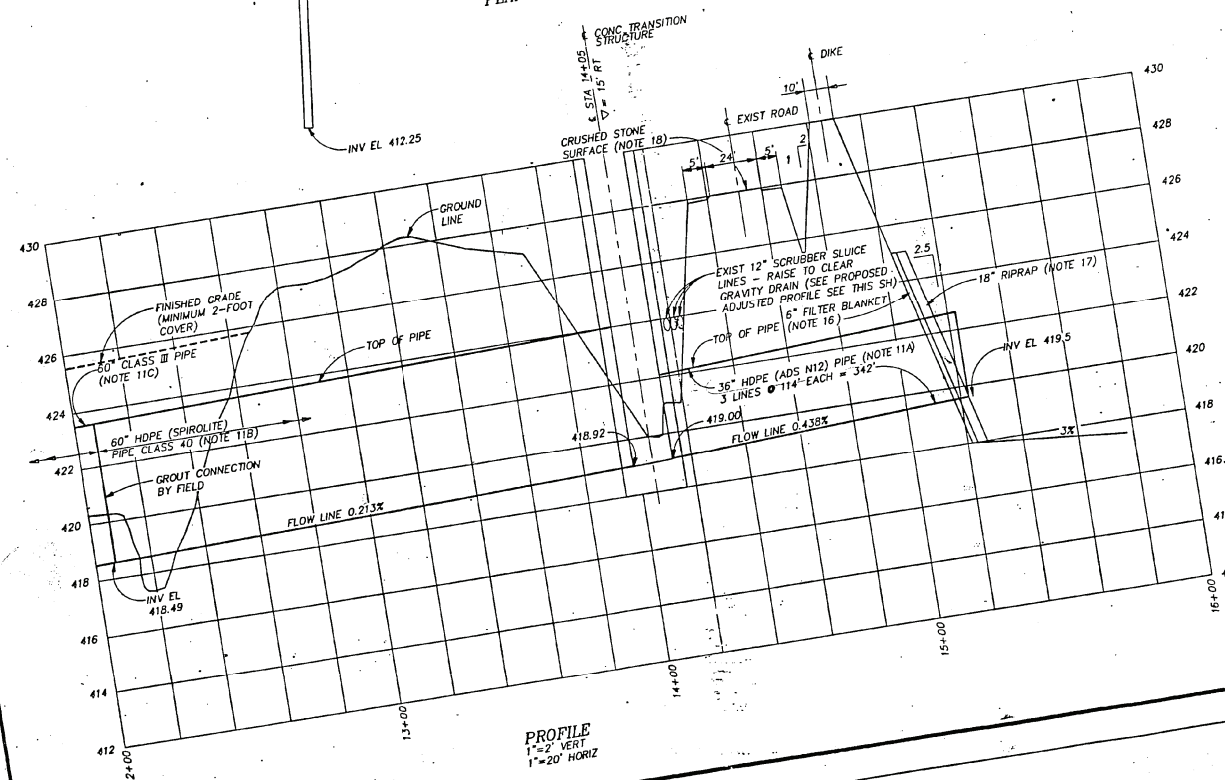 ℄ CONC TRANSITION
STRUCTURE
℄ STA 14+05
▽ = 15' RT
℄ DIKE
10'
430
INV EL 412.25
℄ EXIST ROAD
428
CRUSHED STONE
SURFACE (NOTE 18)
5'
24'
5'
1
2
426
GROUND
LINE
430
424
EXIST 12" SCRUBBER SLUICE
LINES - RAISE TO CLEAR
GRAVITY DRAIN (SEE PROPOSED
ADJUSTED PROFILE SEE THIS SH)
2.5
18" RIPRAP (NOTE 17)
428
FINISHED GRADE
(MINIMUM 2-FOOT
COVER)
422
6" FILTER BLANKET
(NOTE 16)
TOP OF PIPE
426
TOP OF PIPE
60" CLASS III PIPE
(NOTE 11C)
INV EL 419.5
420
36" HDPE (ADS N12) PIPE (NOTE 11A)
3 LINES @ 114' EACH = 342'
424
418
60" HDPE (SPIROLITE)
PIPE CLASS 40 (NOTE 11B)
418.92
419.00
FLOW LINE 0.438%
3%
422
GROUT CONNECTION
BY FIELD
416.
420
FLOW LINE 0.213%
418
INV EL
418.49
416
414
412
2+00
13+00
14+00
15+00
16+00
PROFILE
1"=2' VERT
1"=20' HORIZ